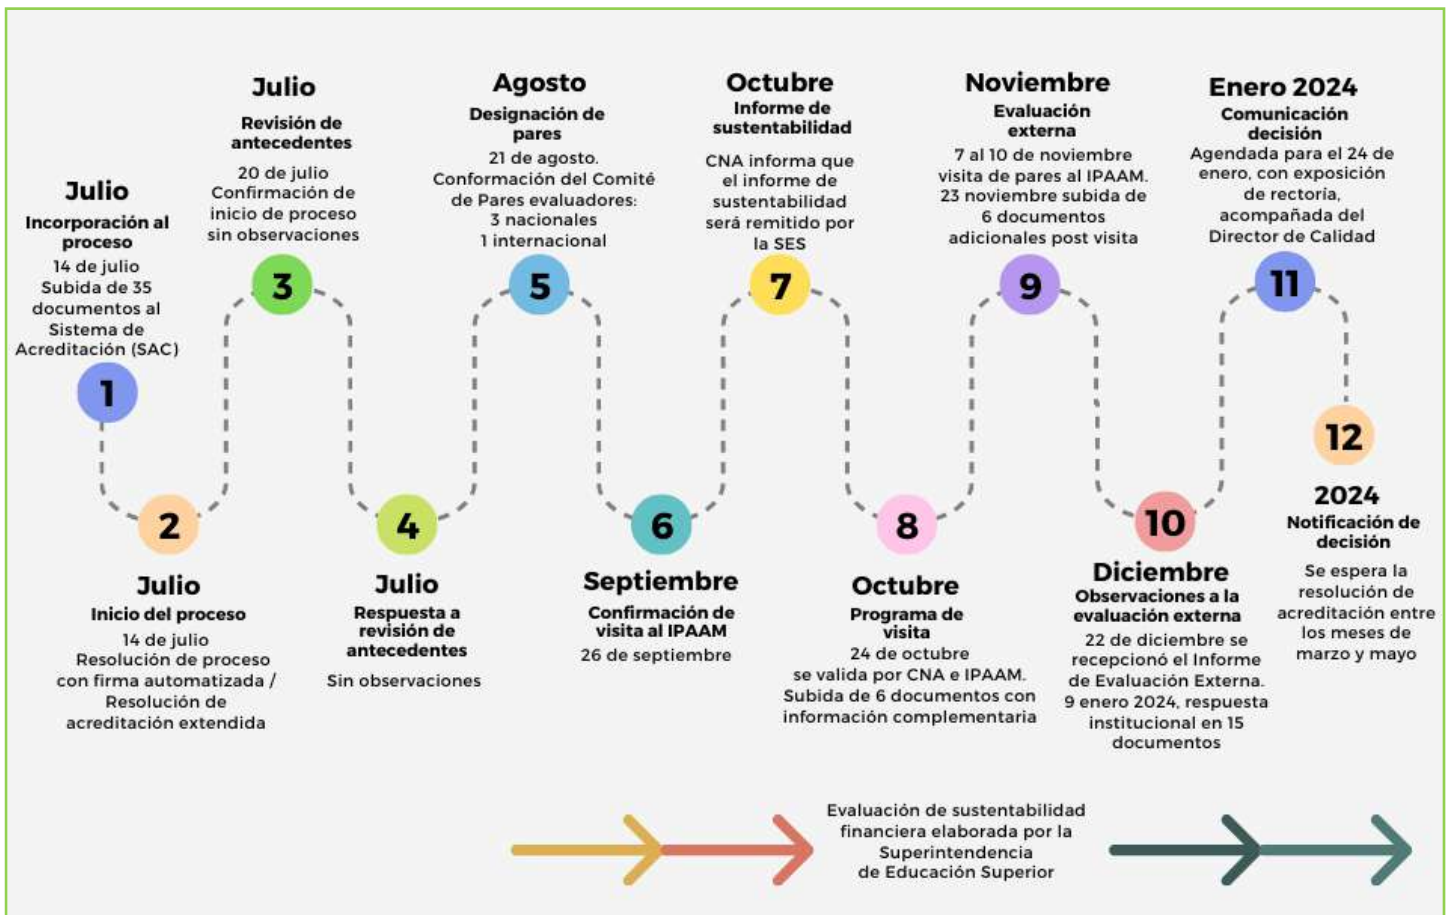 Julio
Incorporación al
proceso
14 de julio
Subida de 35
documentos al
Sistema de
Acreditación (SAC)
1
2
Julio
Inicio del proceso
14 de julio
Resolución de proceso
con firma automatizada /
Resolución de
acreditación extendida
Julio
Revisión de
antecedentes
20 de julio
Confirmación de
inicio de proceso
sin observaciones
3
4
Julio
Respuesta a
revisión de
antecedentes
Sin observaciones
Agosto
Designación de
pares
21 de agosto.
Conformación del Comité
de Pares evaluadores:
3 nacionales
1 internacional
5
6
Septiembre
Confirmación de
visita al IPAAM
26 de septiembre
Octubre
Informe de
sustentabilidad
CNA informa que
el informe de
sustentabilidad
será remitido por
la SES
7
8
Octubre
Programa de
visita
24 de octubre
se valida por CNA e IPAAM.
Subida de 6 documentos con
información complementaria
Noviembre
Evaluación
externa
7 al 10 de noviembre
visita de pares al IPAAM.
23 noviembre subida de
6 documentos
adicionales post visita
9
10
Diciembre
Observaciones a la
evaluación externa
22 de diciembre se
recepcionó el Informe
de Evaluación Externa.
9 enero 2024, respuesta
institucional en 15
documentos
Enero 2024
Comunicación
decisión
Agendada para el 24 de
enero, con exposición
de rectoría,
acompañada del
Director de Calidad
11
12
2024
Notificación de
decisión
Se espera la
resolución de
acreditación entre
los meses de
marzo y mayo
Evaluación de sustentabilidad
financiera elaborada por la
Superintendencia
de Educación Superior